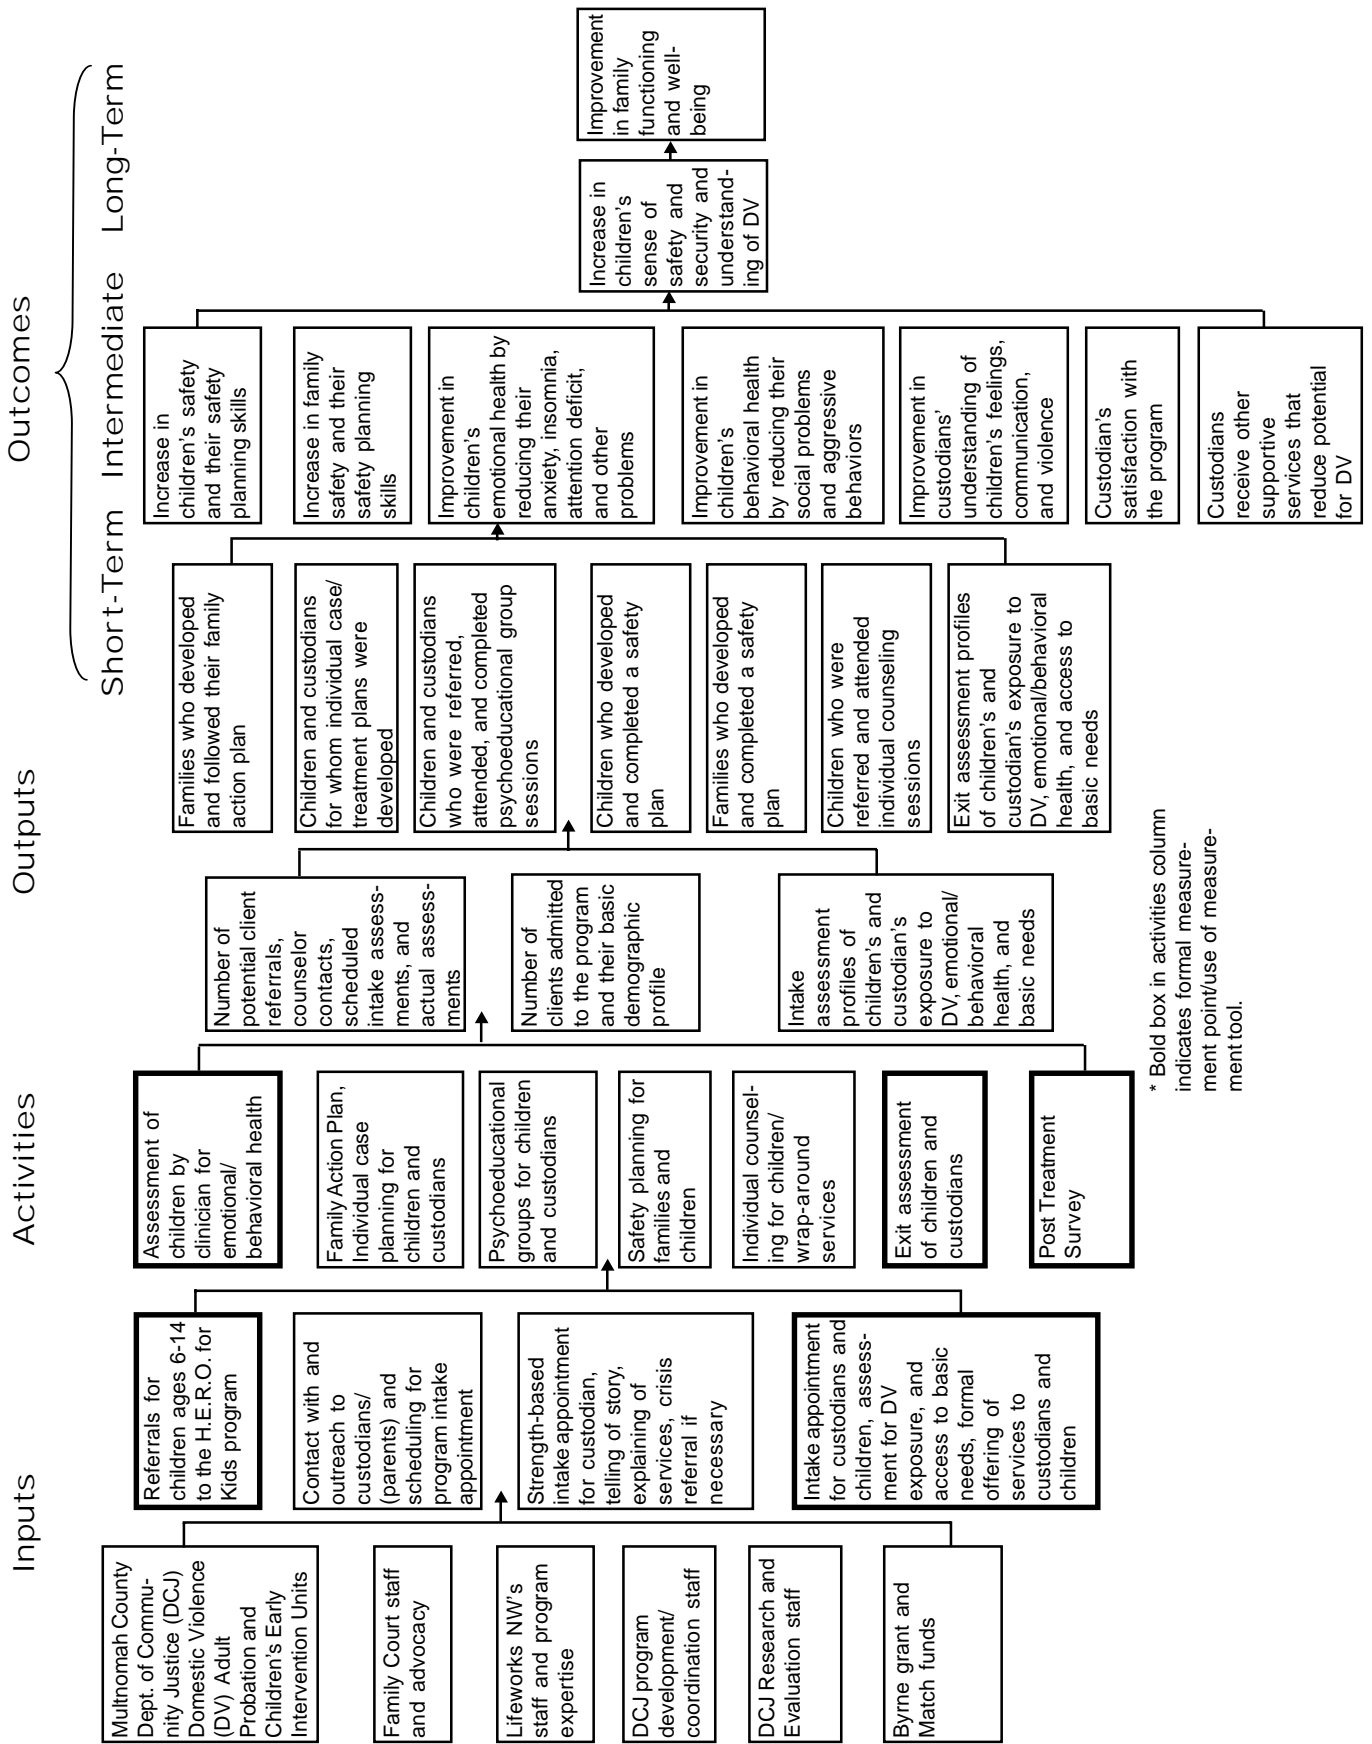 Inputs
Activities
Outputs
Outcomes
Short-Term
Intermediate
Long-Term
Multnomah County
Dept. of Commu-
nity Justice (DCJ)
Domestic Violence
(DV) Adult
Probation and
Children's Early
Intervention Units
Family Court staff
and advocacy
Lifeworks NW's
staff and program
expertise
DCJ program
development/
coordination staff
DCJ Research and
Evaluation staff
Byrne grant and
Match funds
Referrals for
children ages 6-14
to the H.E.R.O. for
Kids program
Contact with and
outreach to
custodians/
(parents) and
scheduling for
program intake
appointment
Strength-based
intake appointment
for custodian,
telling of story,
explaining of
services, crisis
referral if
necessary
Intake appointment
for custodians and
children, assess-
ment for DV
exposure, and
access to basic
needs, formal
offering of
services to
custodians and
children
Assessment of
children by
clinician for
emotional/
behavioral health
Family Action Plan,
Individual case
planning for
children and
custodians
Psychoeducational
groups for children
and custodians
Safety planning for
families and
children
Individual counsel-
ing for children/
wrap-around
services
Exit assessment
of children and
custodians
Post Treatment
Survey
* Bold box in activities column
indicates formal measure-
ment point/use of measure-
ment tool.
Number of
potential client
referrals,
counselor
contacts,
scheduled
intake assess-
ments, and
actual assess-
ments
Number of
clients admitted
to the program
and their basic
demographic
profile
Intake
assessment
profiles of
children's and
custodian's
exposure to
DV, emotional/
behavioral
health, and
basic needs
Families who developed
and followed their family
action plan
Children and custodians
for whom individual case/
treatment plans were
developed
Children and custodians
who were referred,
attended, and completed
psychoeducational group
sessions
Children who developed
and completed a safety
plan
Families who developed
and completed a safety
plan
Children who were
referred and attended
individual counseling
sessions
Exit assessment profiles
of children's and
custodian's exposure to
DV, emotional/behavioral
health, and access to
basic needs
Increase in
children's safety
and their safety
planning skills
Increase in family
safety and their
safety planning
skills
Improvement in
children's
emotional health by
reducing their
anxiety, insomnia,
attention deficit,
and other
problems
Improvement in
children's
behavioral health
by reducing their
social problems
and aggressive
behaviors
Improvement in
custodians'
understanding of
children's feelings,
communication,
and violence
Custodian's
satisfaction with
the program
Custodians
receive other
supportive
services that
reduce potential
for DV
Increase in
children's
sense of
safety and
security and
understand-
ing of DV
Improvement
in family
functioning
and well-
being